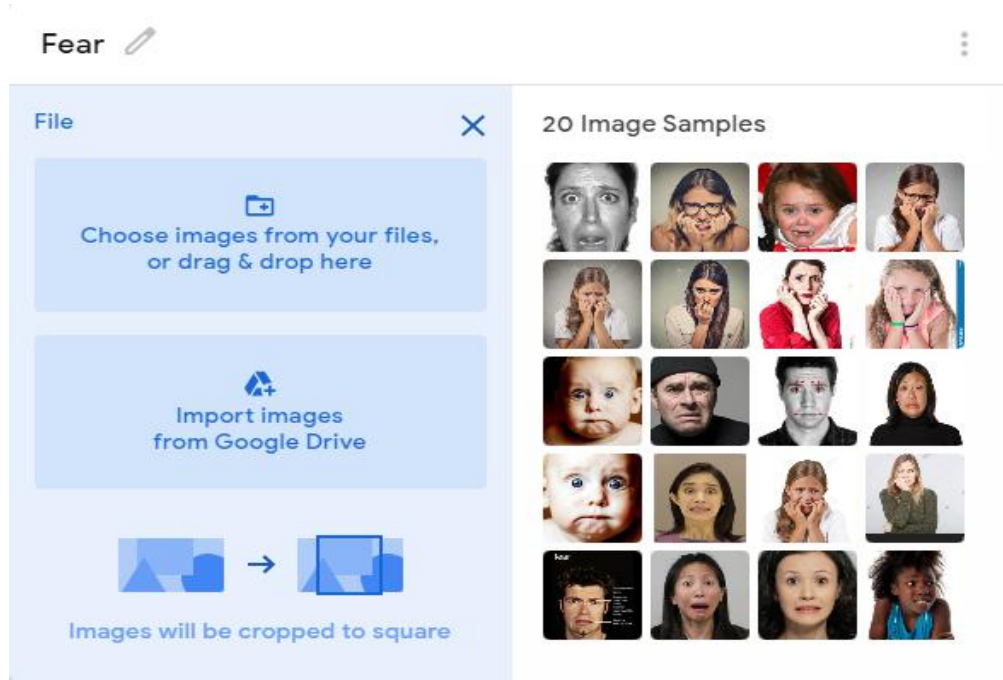 Fear
File
Choose images from your files,
or drag & drop here
Import images
from Google Drive
Images will be cropped to square
20 Image Samples
fear